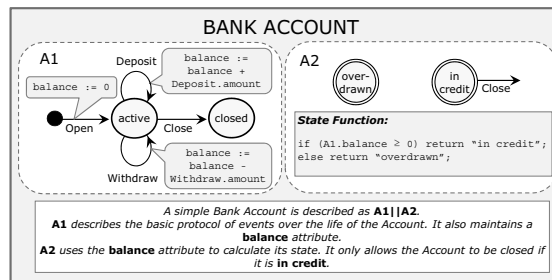 BANK ACCOUNT
A1
Deposit
balance :=
balance +
Deposit.amount
balance := 0
Open
active
Close
closed
balance :=
balance -
Withdraw.amount
Withdraw
A2
over-
drawn
in
credit
Close
State Function:
if (A1.balance ≥ 0) return “in credit”;
else return “overdrawn”;
A simple Bank Account is described as A1||A2.
A1 describes the basic protocol of events over the life of the Account. It also maintains a
balance attribute.
A2 uses the balance attribute to calculate its state. It only allows the Account to be closed if
it is in credit.